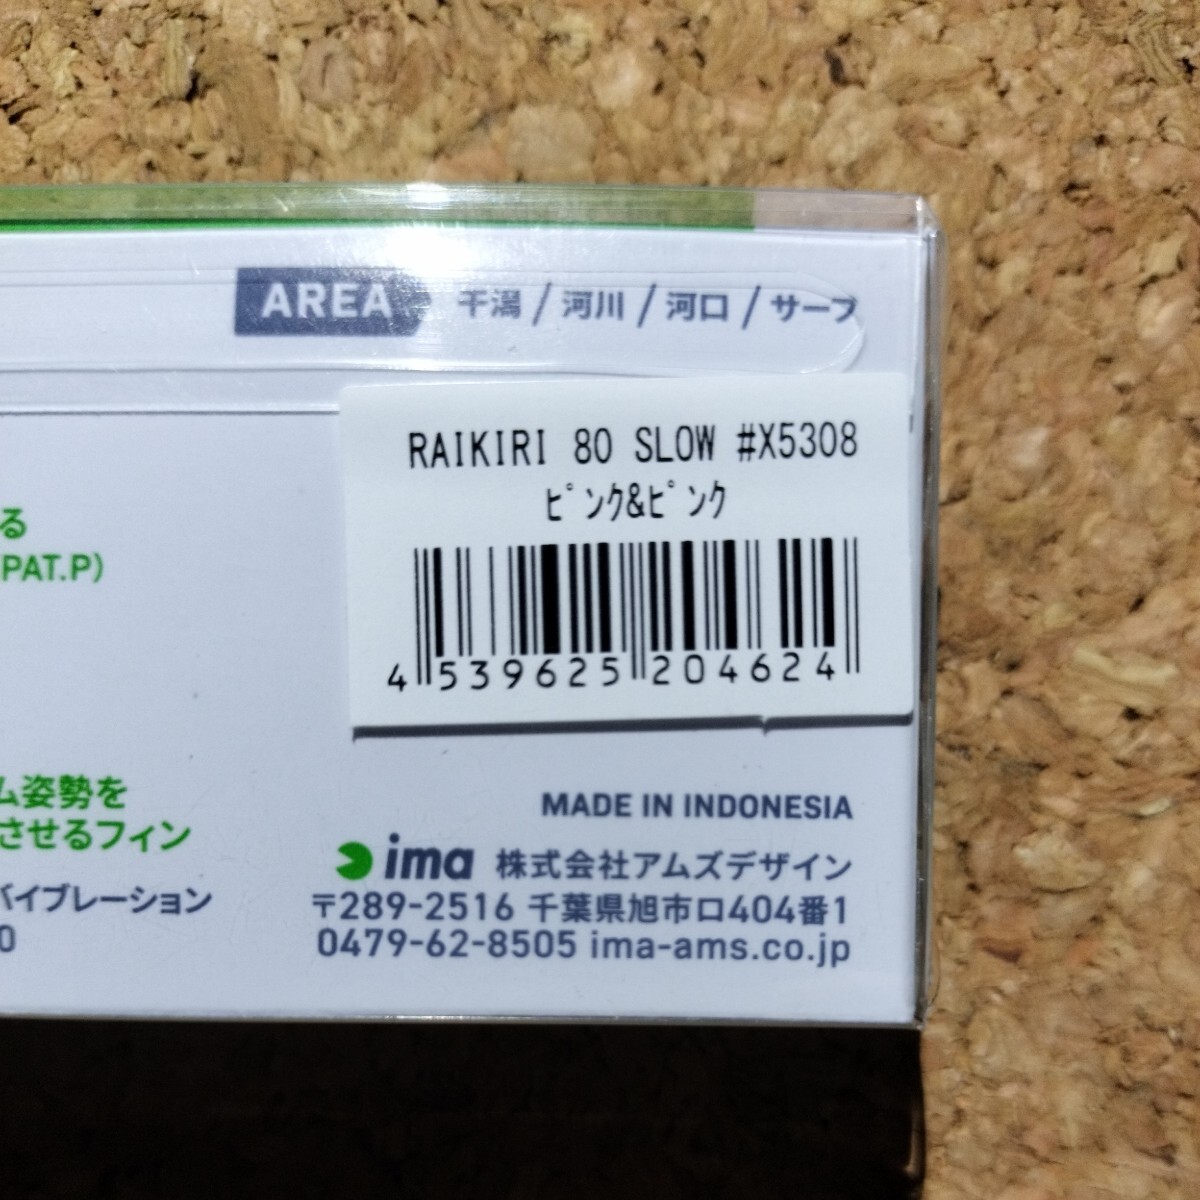 AREA 干潟 / 河川 / 河口 / サーフ
RAIKIRI 80 SLOW #X5308
ﾋﾟﾝｸ&ﾋﾟﾝｸ
る
PAT.P)
4 539625 204624
ム姿勢を
させるフィン
バイブレーション
0
MADE IN INDONESIA
ima 株式会社アムズデザイン
〒289-2516 千葉県旭市ロ404番1
0479-62-8505 ima-ams.co.jp